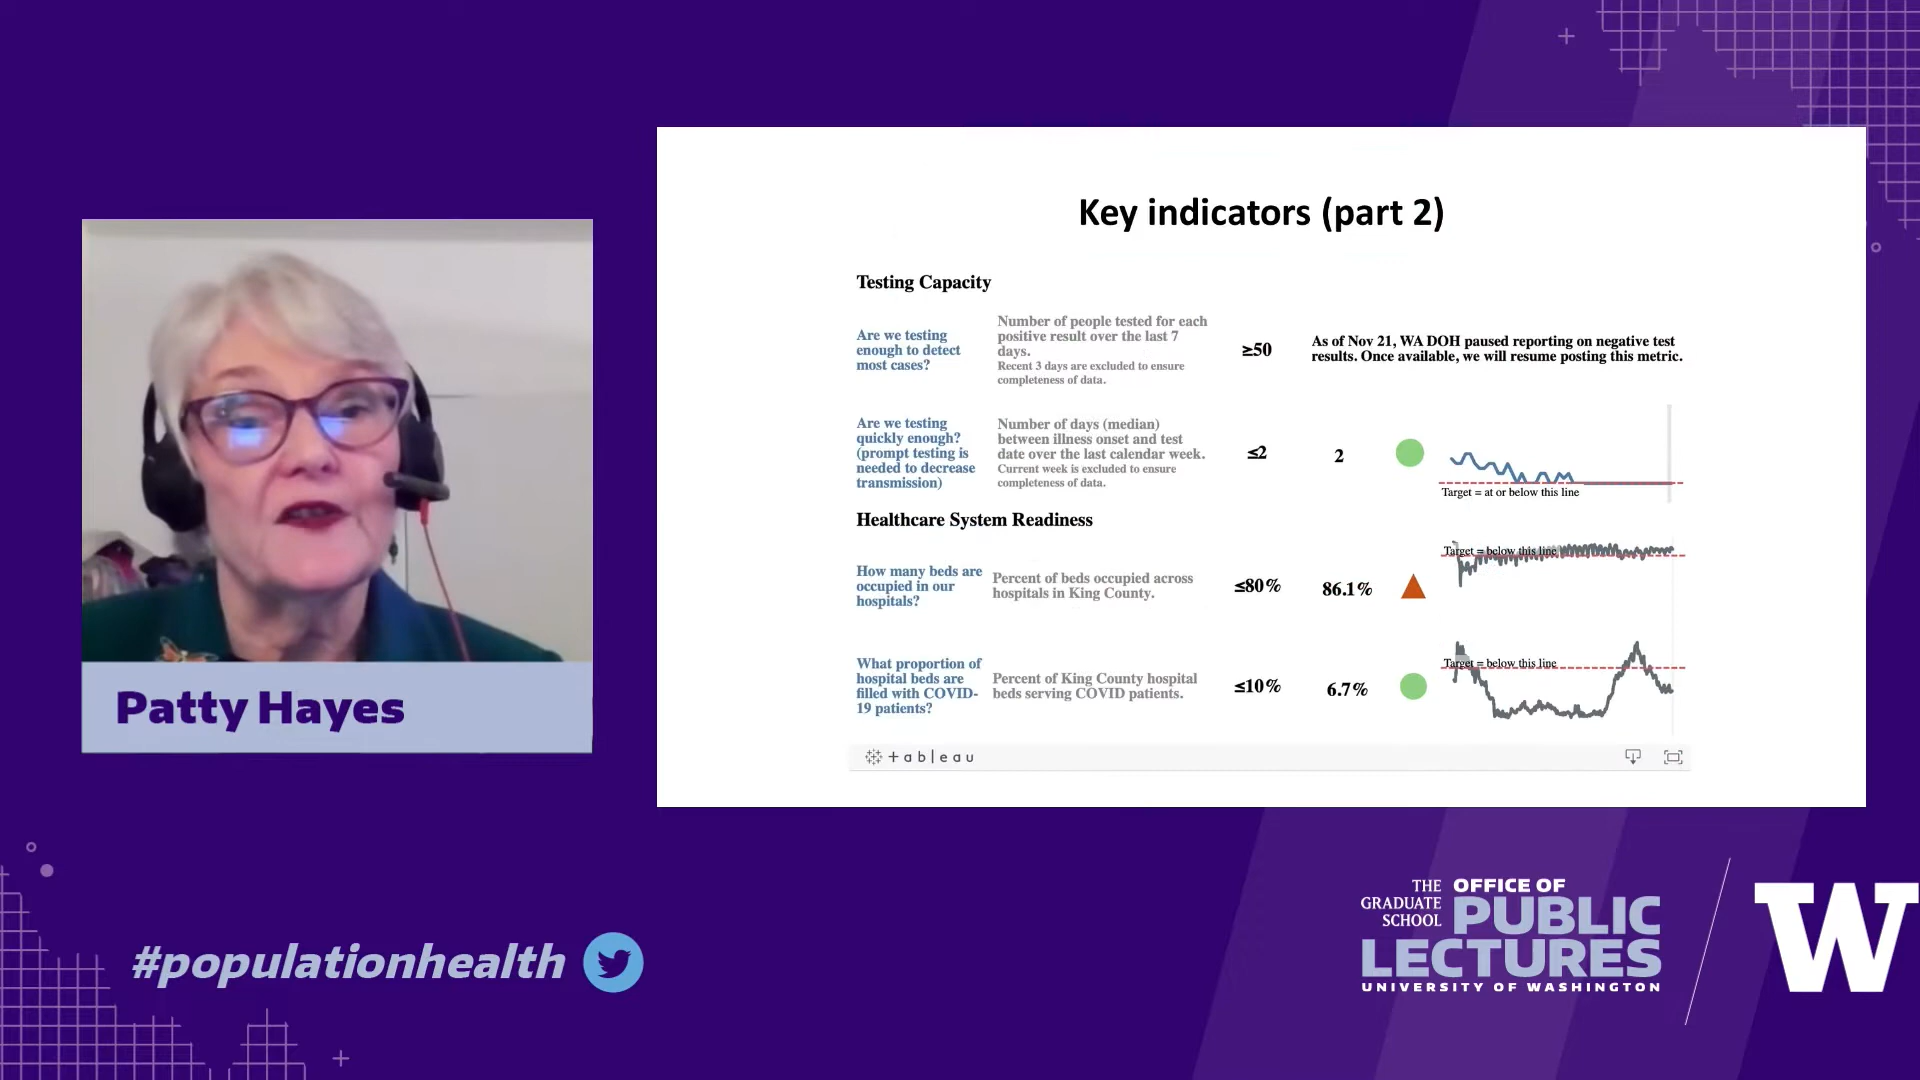 Key indicators (part 2)
Testing Capacity
Are we testing
enough to detect
most cases?
Number of people tested for each
positive result over the last 7
days.
Recent 3 days are excluded to ensure
completeness of data.
≥50
As of Nov 21, WA DOH paused reporting on negative test
results. Once available, we will resume posting this metric.
Are we testing
quickly enough?
(prompt testing is
needed to decrease
transmission)
Number of days (median)
between illness onset and test
date over the last calendar week.
Current week is excluded to ensure
completeness of data.
≤2
2
Target = at or below this line
Healthcare System Readiness
How many beds are
occupied in our
hospitals?
Percent of beds occupied across
hospitals in King County.
≤80%
86.1%
Target = below this line
What proportion of
hospital beds are
filled with COVID-
19 patients?
Percent of King County hospital
beds serving COVID patients.
≤10%
6.7%
Target = below this line
+ableau
Patty Hayes
#populationhealth
THE
GRADUATE
SCHOOL
OFFICE OF
PUBLIC
LECTURES
UNIVERSITY OF WASHINGTON
W